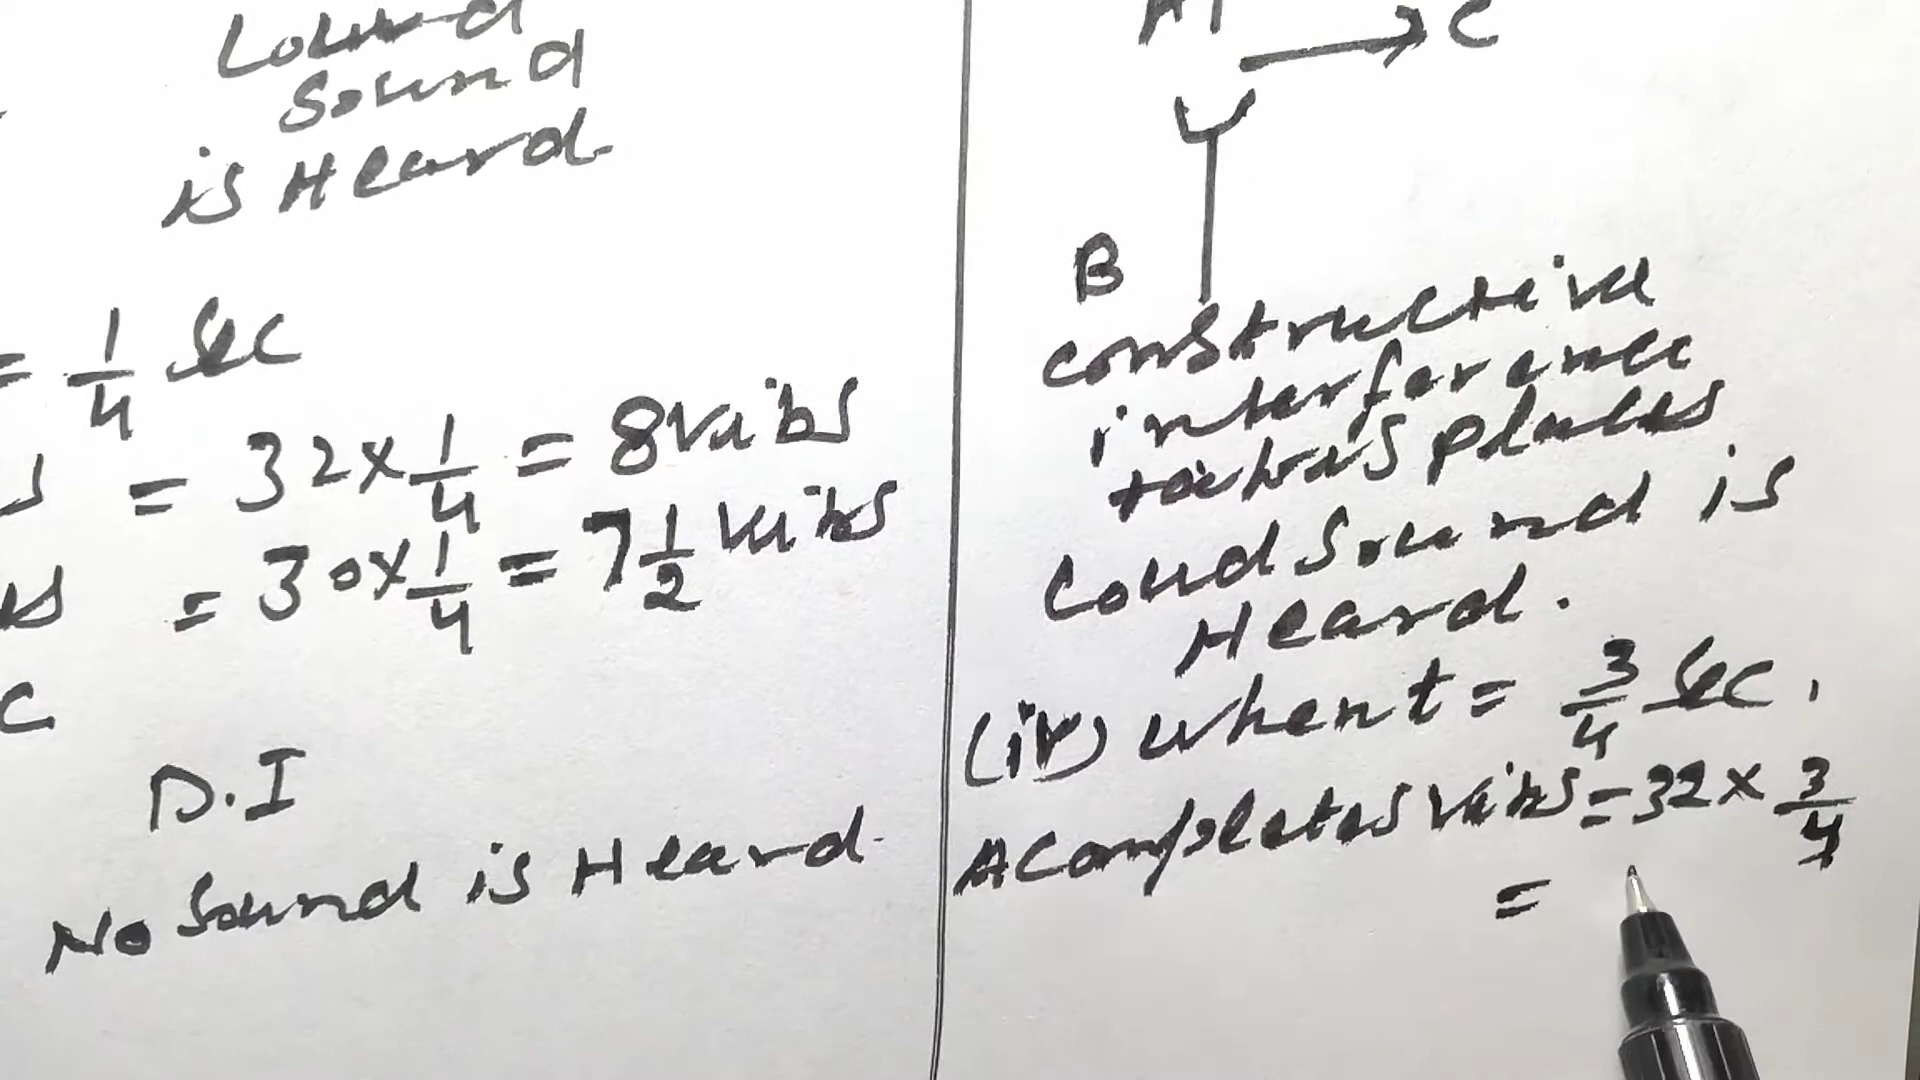 Loud
Sound
is Heard
= 1/4 Sec
= 32 x 1/4 = 8 vibs
= 30 x 1/4 = 7 1/2 vibs
C
D.I
No Sound is Heard.
C
B
constructive
interference
places
Loud Sound is
Heard.
(iv) when t = 3/4 Sec.
A Completes vibs = 32 x 3/4
=